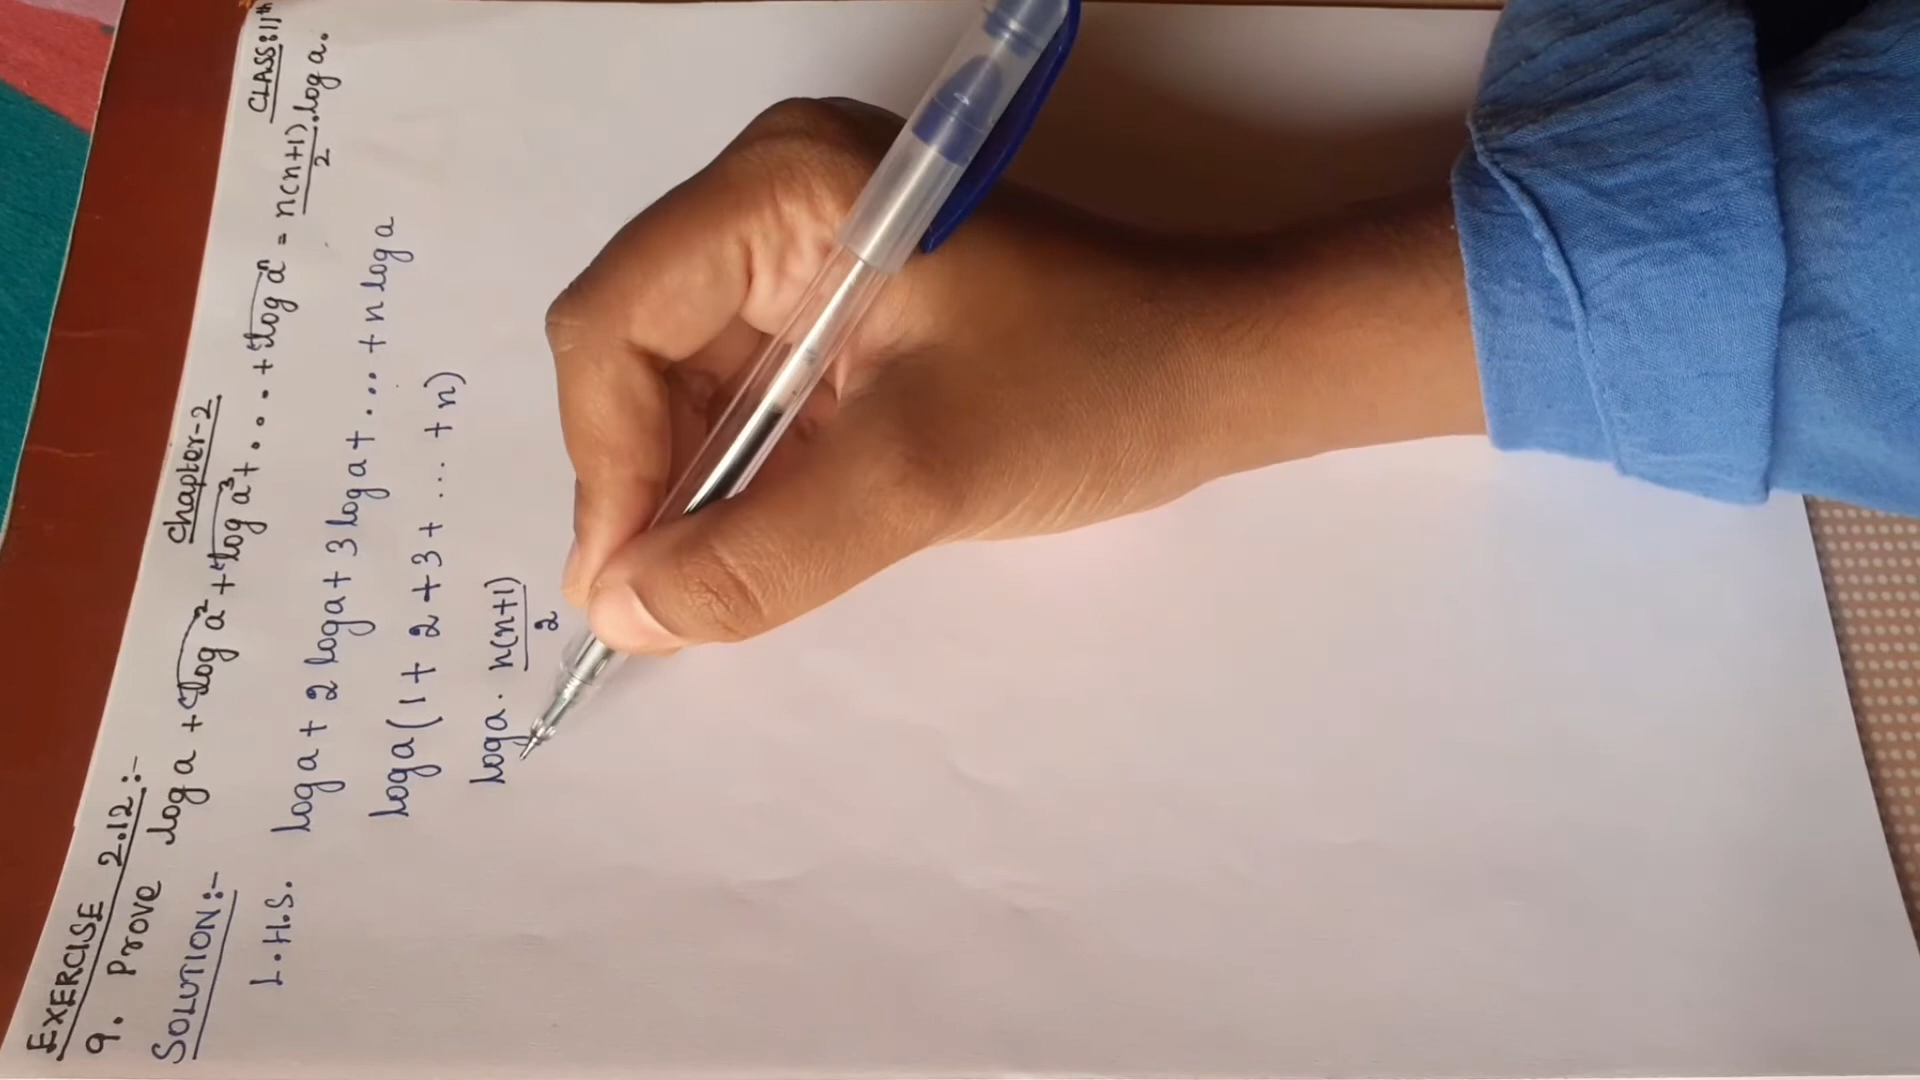 CLASS:11th
Chapter-2
EXERCISE 2.12:-
9. Prove log a + log a² + log a³ + .... + log aⁿ = n(n+1)/2 . log a.
SOLUTION:-
L.H.S. log a + 2 log a + 3 log a + ... + n log a
log a (1 + 2 + 3 + ... + n)
log a . n(n+1)/2